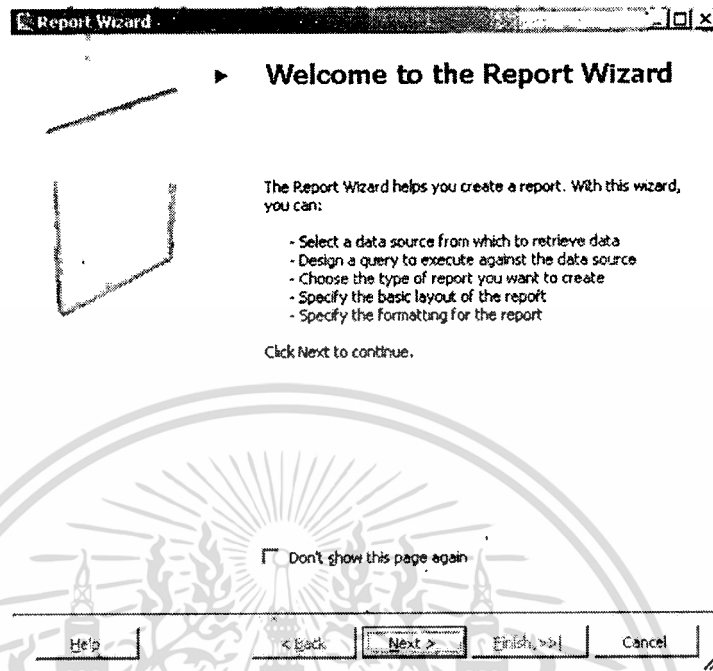 Report Wizard
Welcome to the Report Wizard
The Report Wizard helps you create a report. With this wizard,
you can:
- Select a data source from which to retrieve data
- Design a query to execute against the data source
- Choose the type of report you want to create
- Specify the basic layout of the report
- Specify the formatting for the report
Click Next to continue.
Don't show this page again
Help
< Back
Next >
Finish >>|
Cancel